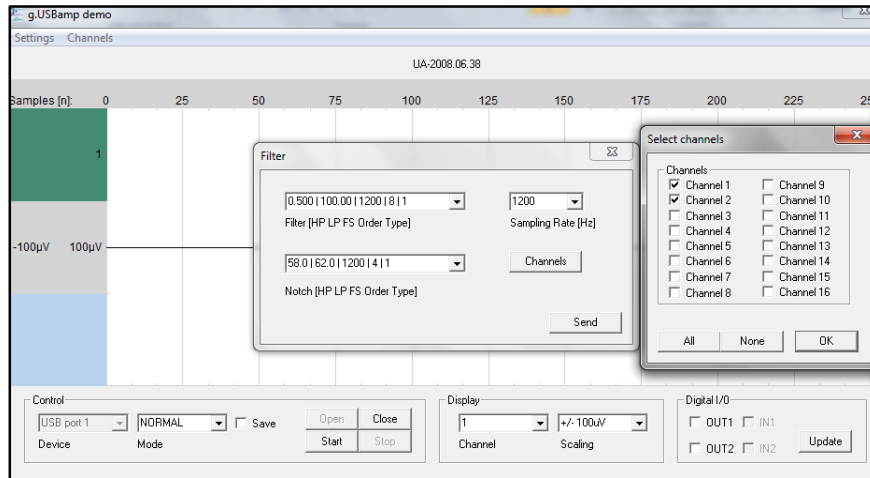 g.USBamp demo
Settings Channels
UA-2008.06.38
Samples [n]: 0 25 50 75 100 125 150 175 200 225 25
1
-100μV 100μV
Filter
0.500 | 100.00 | 1200 | 8 | 1
1200
Filter [HP LP FS Order Type]
Sampling Rate [Hz]
58.0 | 62.0 | 1200 | 4 | 1
Channels
Notch [HP LP FS Order Type]
Send
Select channels
Channels
Channel 1 Channel 9
Channel 2 Channel 10
Channel 3 Channel 11
Channel 4 Channel 12
Channel 5 Channel 13
Channel 6 Channel 14
Channel 7 Channel 15
Channel 8 Channel 16
All None OK
Control
USB port 1 NORMAL Save Open Close
Device Mode Start Stop
Display
1 +/- 100uV
Channel Scaling
Digital I/O
OUT1 IN1
OUT2 IN2 Update